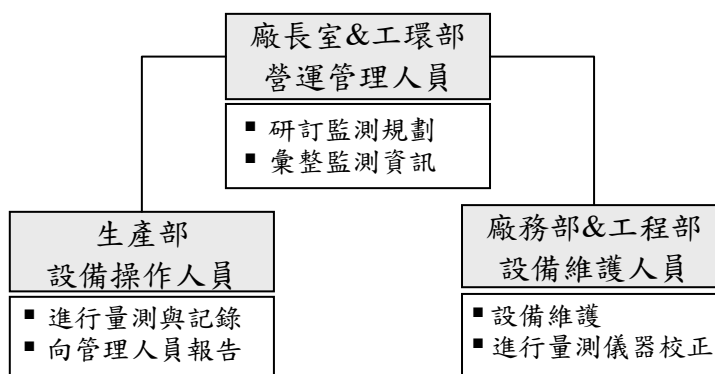 廠長室&工環部
營運管理人員
▪ 研訂監測規劃
▪ 彙整監測資訊
生產部
設備操作人員
▪ 進行量測與記錄
▪ 向管理人員報告
廠務部&工程部
設備維護人員
▪ 設備維護
▪ 進行量測儀器校正